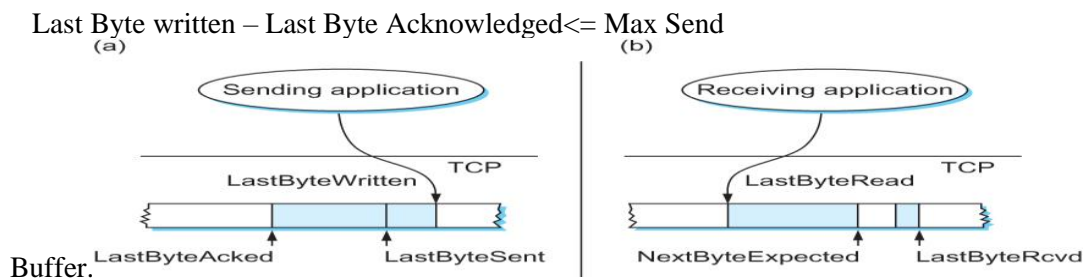 Last Byte written – Last Byte Acknowledged<= Max Send
(a)
(b)
Sending application
Receiving application
TCP
TCP
LastByteWritten
LastByteRead
Buffer.
LastByteAcked
LastByteSent
NextByteExpected
LastByteRcvd